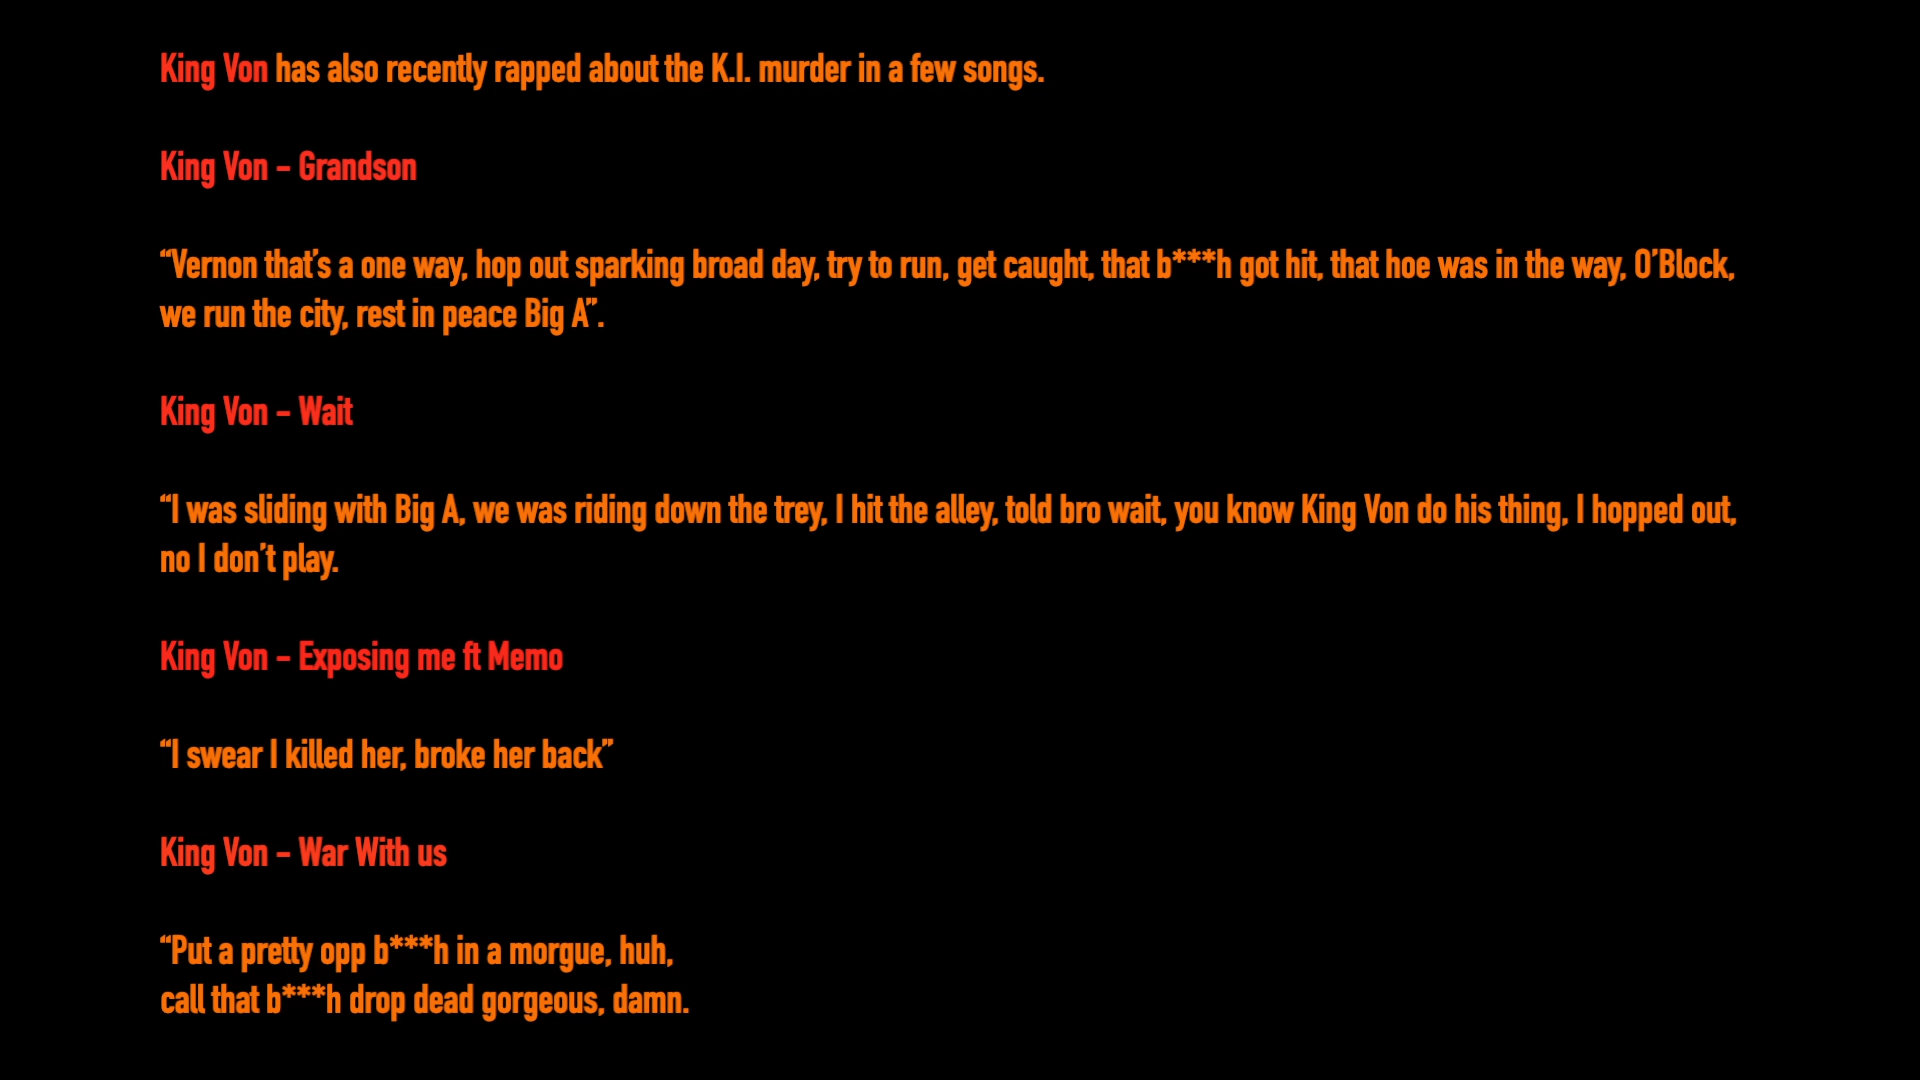 King Von has also recently rapped about the K.I. murder in a few songs.
King Von – Grandson
“Vernon that’s a one way, hop out sparking broad day, try to run, get caught, that b***h got hit, that hoe was in the way, O’Block,
we run the city, rest in peace Big A”.
King Von – Wait
“I was sliding with Big A, we was riding down the trey, I hit the alley, told bro wait, you know King Von do his thing, I hopped out,
no I don’t play.
King Von – Exposing me ft Memo
“I swear I killed her, broke her back”
King Von – War With us
“Put a pretty opp b***h in a morgue, huh,
call that b***h drop dead gorgeous, damn.